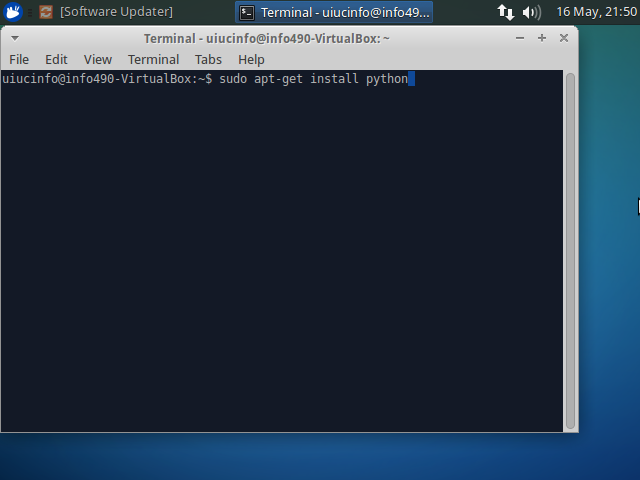 [Software Updater]
Terminal - uiucinfo@info49...
16 May, 21:50
Terminal - uiucinfo@info490-VirtualBox: ~
File Edit View Terminal Tabs Help
uiucinfo@info490-VirtualBox:~$ sudo apt-get install python